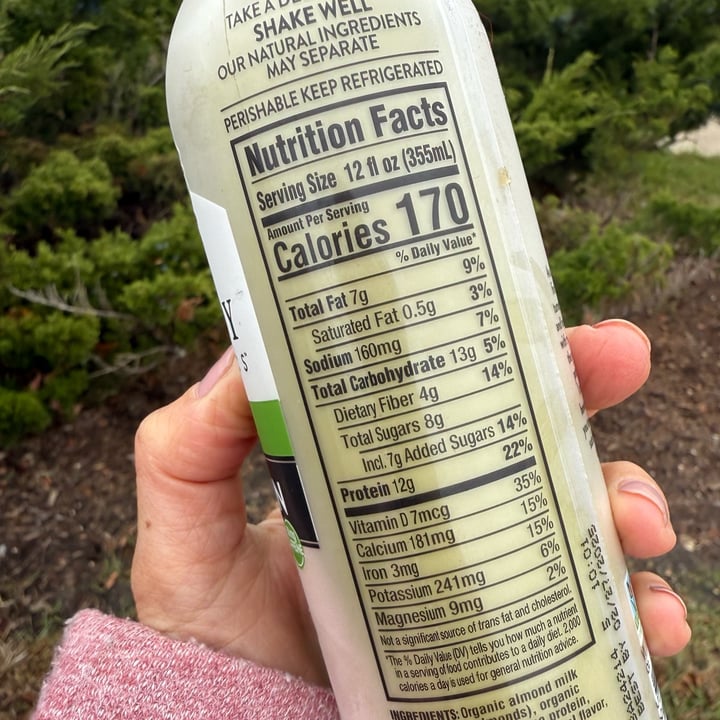 TAKE A
SHAKE WELL
OUR NATURAL INGREDIENTS
MAY SEPARATE
PERISHABLE KEEP REFRIGERATED
Nutrition Facts
Serving Size 12 fl oz (355mL)
Amount Per Serving
Calories 170
% Daily Value*
Total Fat 7g 9%
Saturated Fat 0.5g 3%
Sodium 160mg 7%
Total Carbohydrate 13g 5%
Dietary Fiber 4g 14%
Total Sugars 8g
Incl. 7g Added Sugars 14%
Protein 12g 22%
Vitamin D 7mcg 35%
Calcium 181mg 15%
Iron 3mg 15%
Potassium 241mg 6%
Magnesium 9mg 2%
Not a significant source of trans fat and cholesterol.
*The % Daily Value (DV) tells you how much a nutrient
in a serving of food contributes to a daily diet. 2,000
calories a day is used for general nutrition advice.
INGREDIENTS: Organic almond milk
organic
protein,
flavor,
Y
S
N
10:01